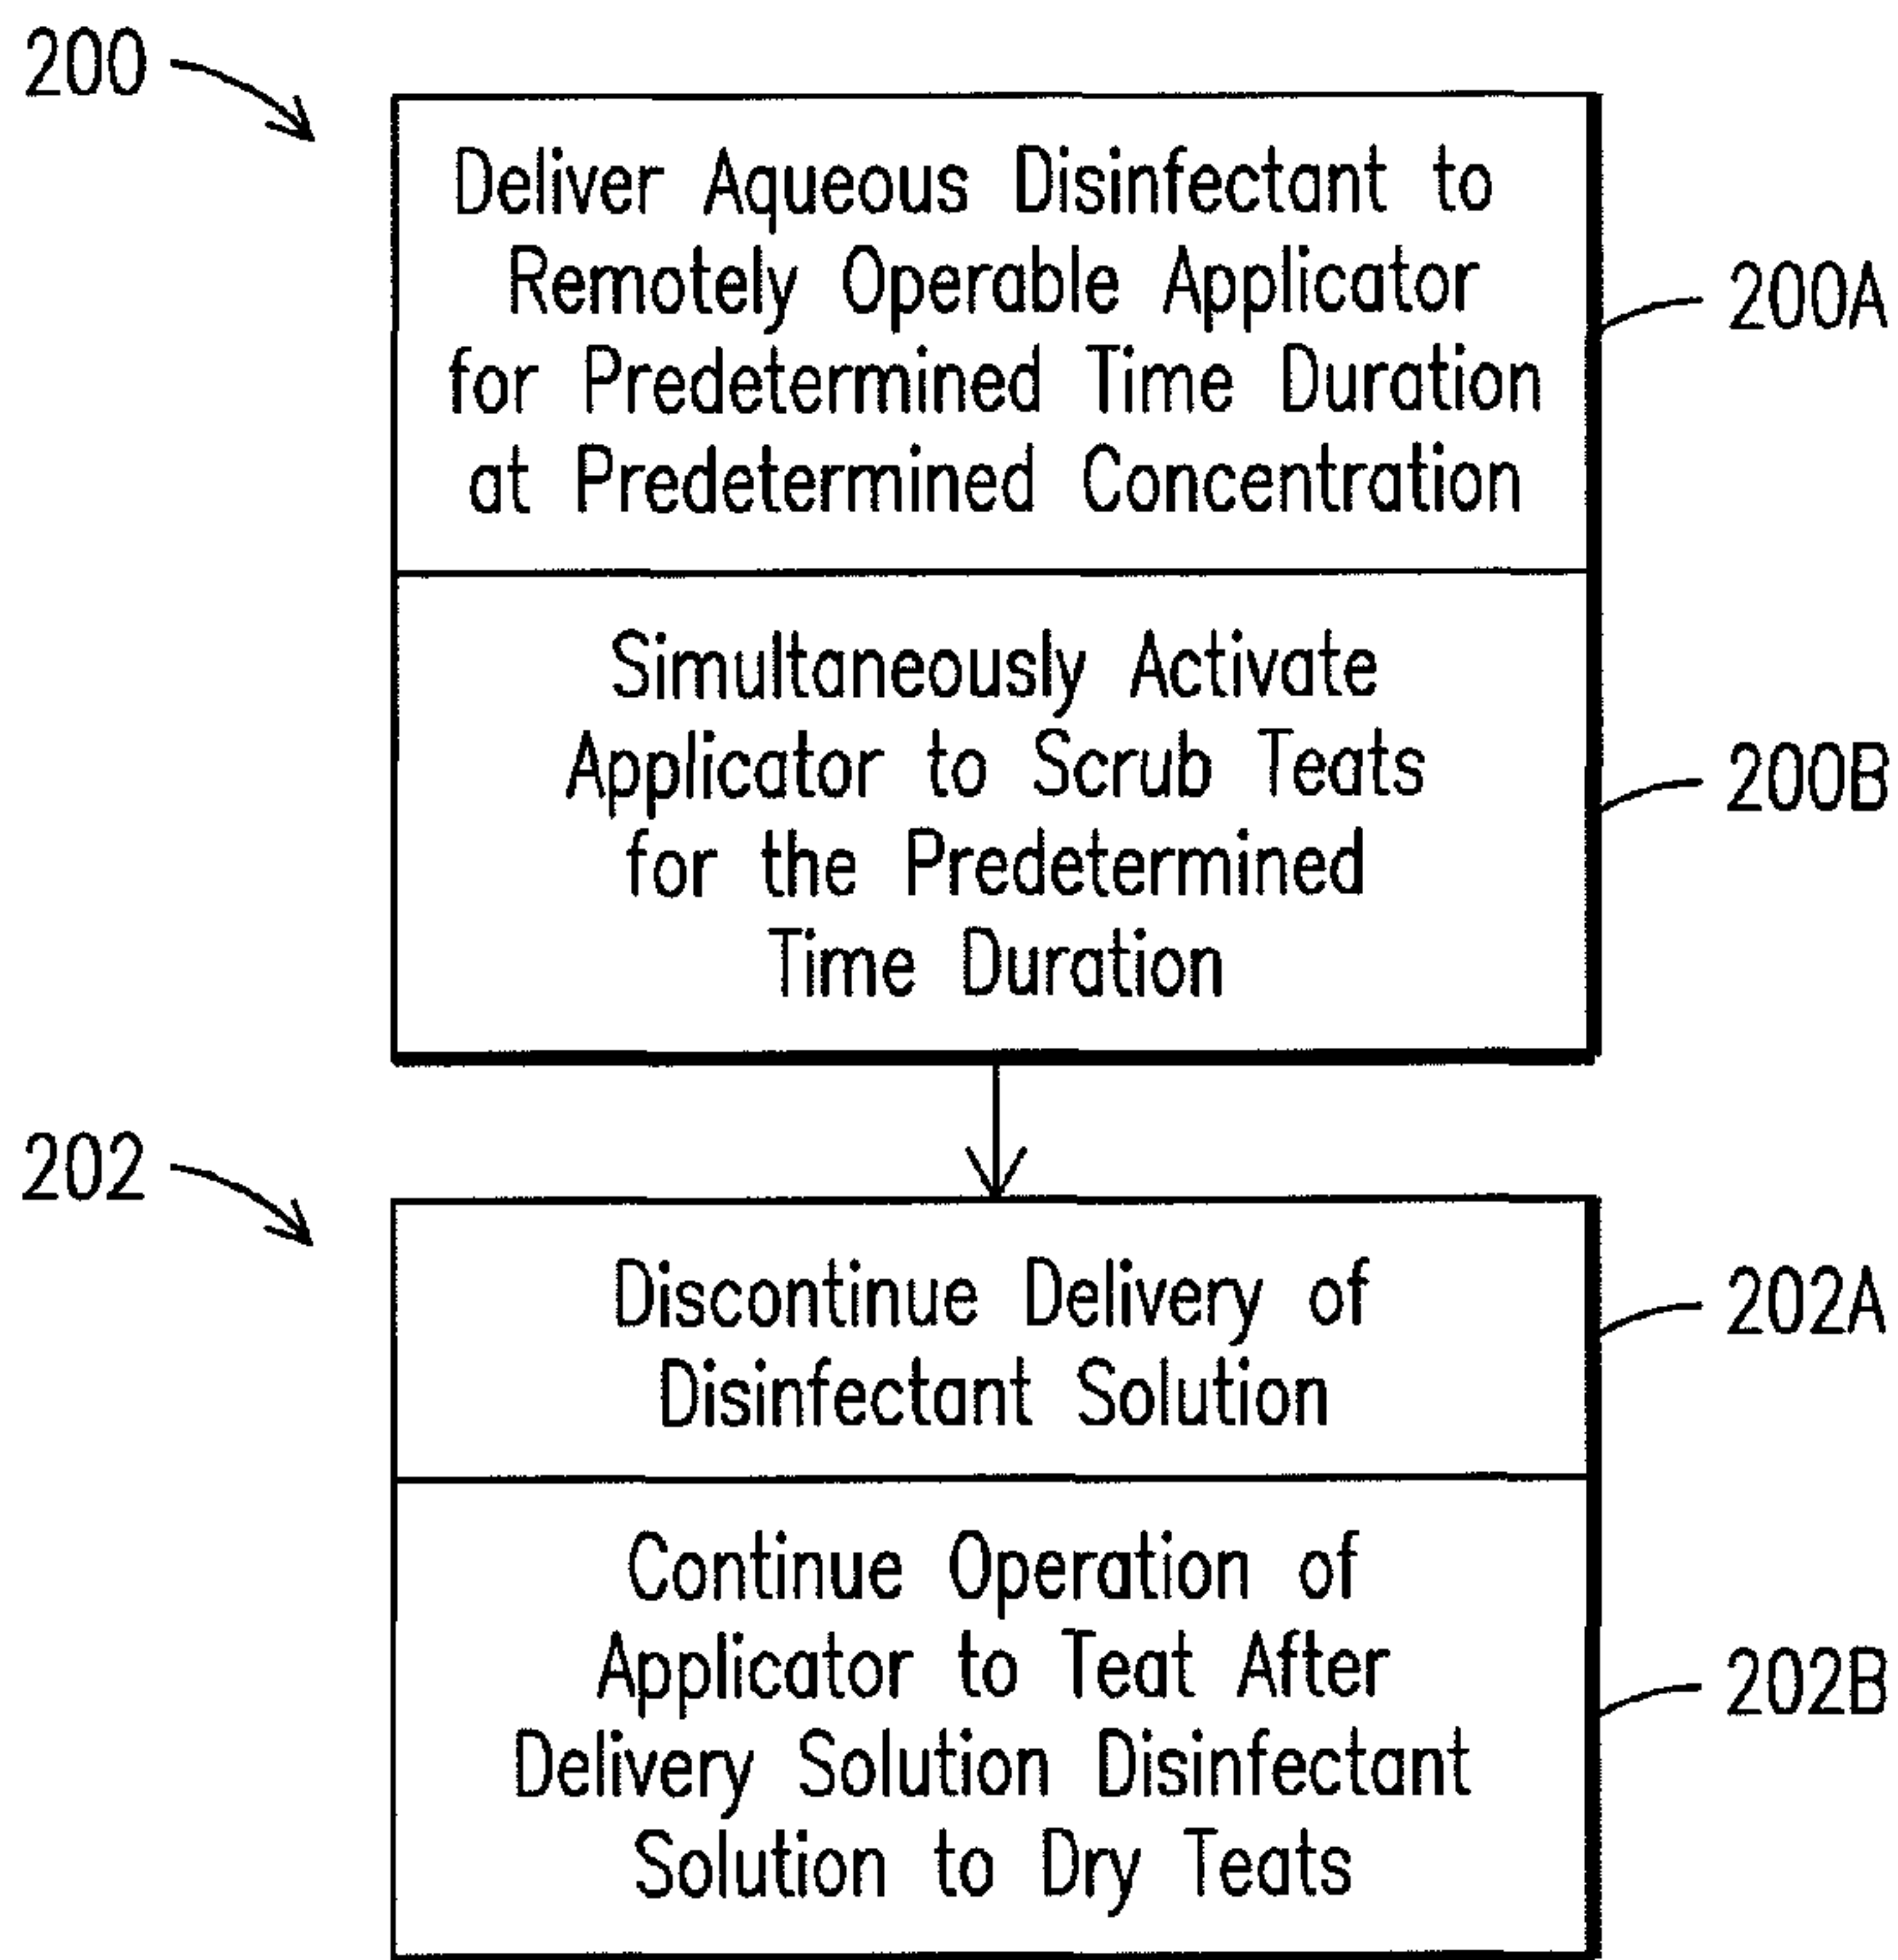 200
Deliver Aqueous Disinfectant to
Remotely Operable Applicator
for Predetermined Time Duration
at Predetermined Concentration
200A
Simultaneously Activate
Applicator to Scrub Teats
for the Predetermined
Time Duration
200B
202
Discontinue Delivery of
Disinfectant Solution
202A
Continue Operation of
Applicator to Teat After
Delivery Solution Disinfectant
Solution to Dry Teats
202B